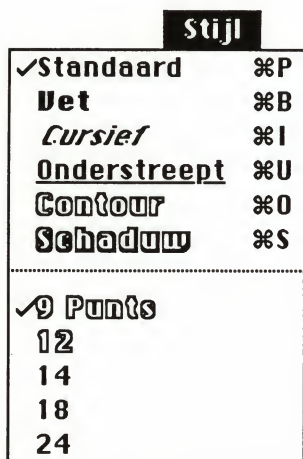 Stijl
✓Standaard ⌘P
Vet ⌘B
Cursief ⌘I
Onderstreept ⌘U
Contour ⌘O
Schaduw ⌘S
✓9 Punts
12
14
18
24